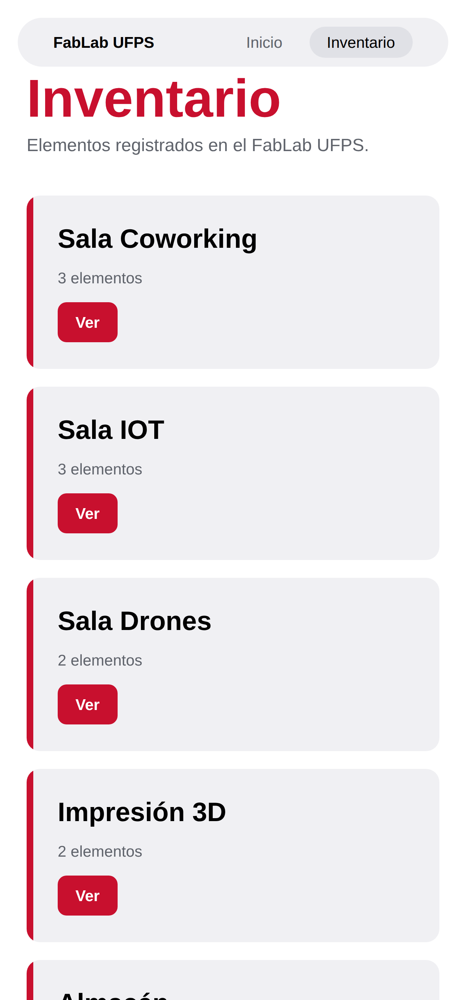 FabLab UFPS Inicio Inventario
Inventario
Elementos registrados en el FabLab UFPS.
Sala Coworking
3 elementos
Ver
Sala IOT
3 elementos
Ver
Sala Drones
2 elementos
Ver
Impresión 3D
2 elementos
Ver
Almacén